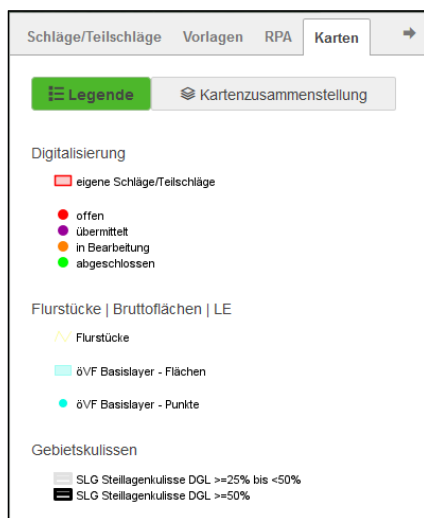 Schläge/Teilschläge Vorlagen RPA Karten
Legende Kartenzusammenstellung
Digitalisierung
eigene Schläge/Teilschläge
offen
übermittelt
in Bearbeitung
abgeschlossen
Flurstücke | Bruttoflächen | LE
Flurstücke
öVF Basislayer - Flächen
öVF Basislayer - Punkte
Gebietskulissen
SLG Steillagenkulisse DGL >=25% bis <50%
SLG Steillagenkulisse DGL >=50%